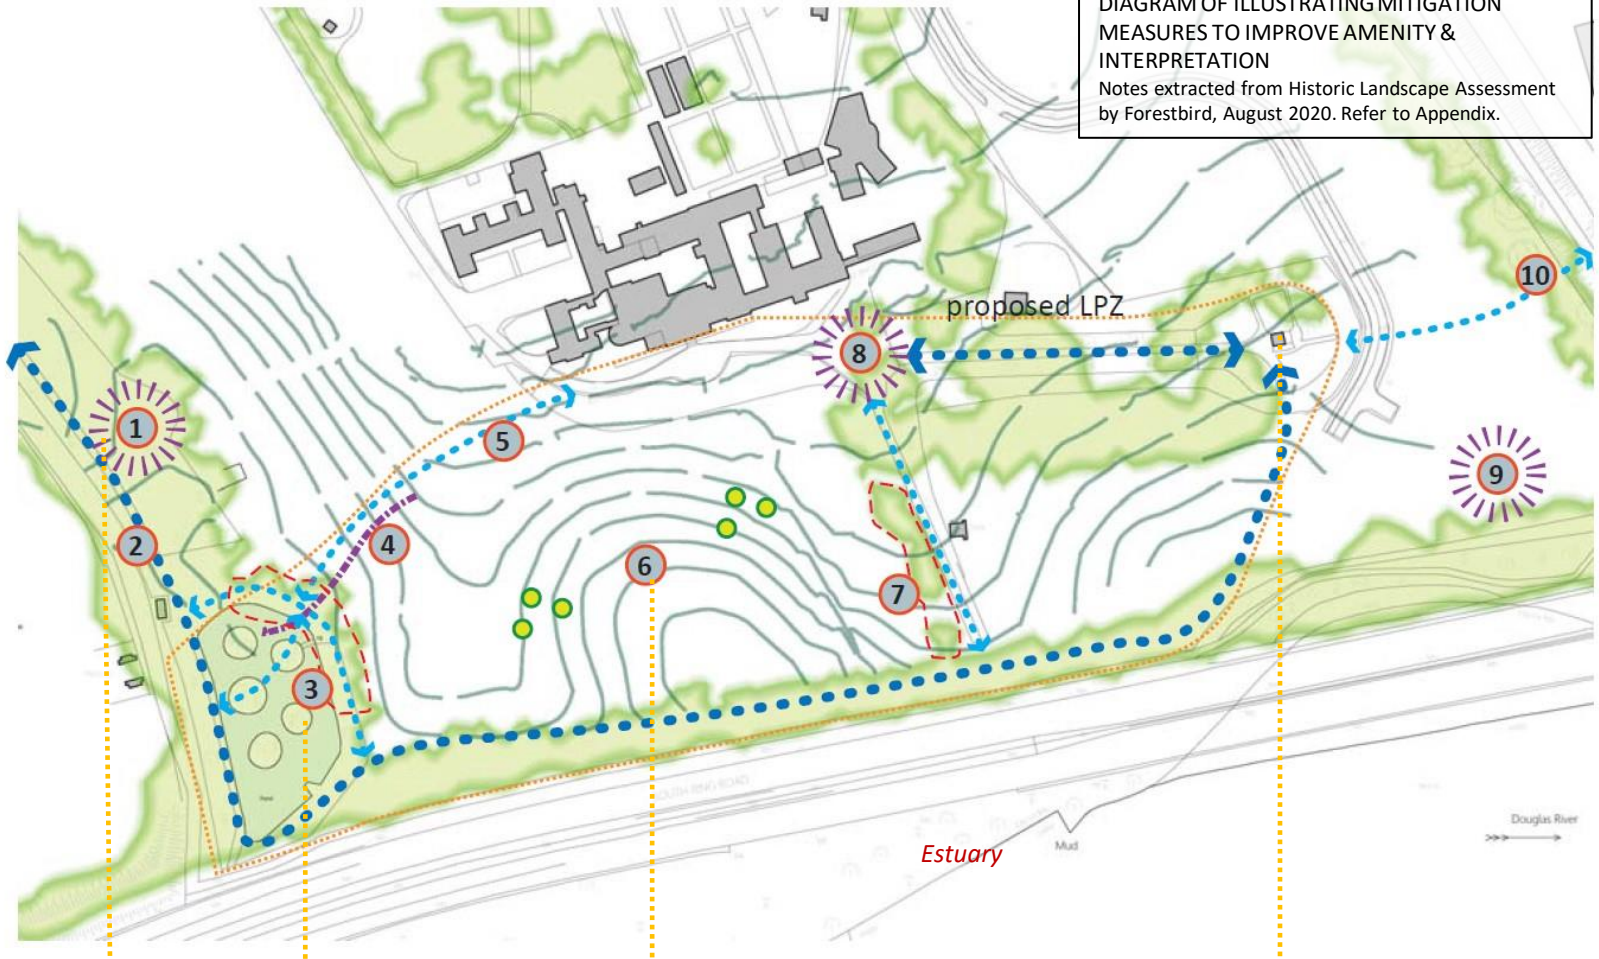 DIAGRAM OF ILLUSTRATING MITIGATION
MEASURES TO IMPROVE AMENITY &
INTERPRETATION
Notes extracted from Historic Landscape Assessment
by Forestbird, August 2020. Refer to Appendix.
10
proposed LPZ
8
1
5
9
2
4
6
7
3
Douglas River
Estuary
Mud